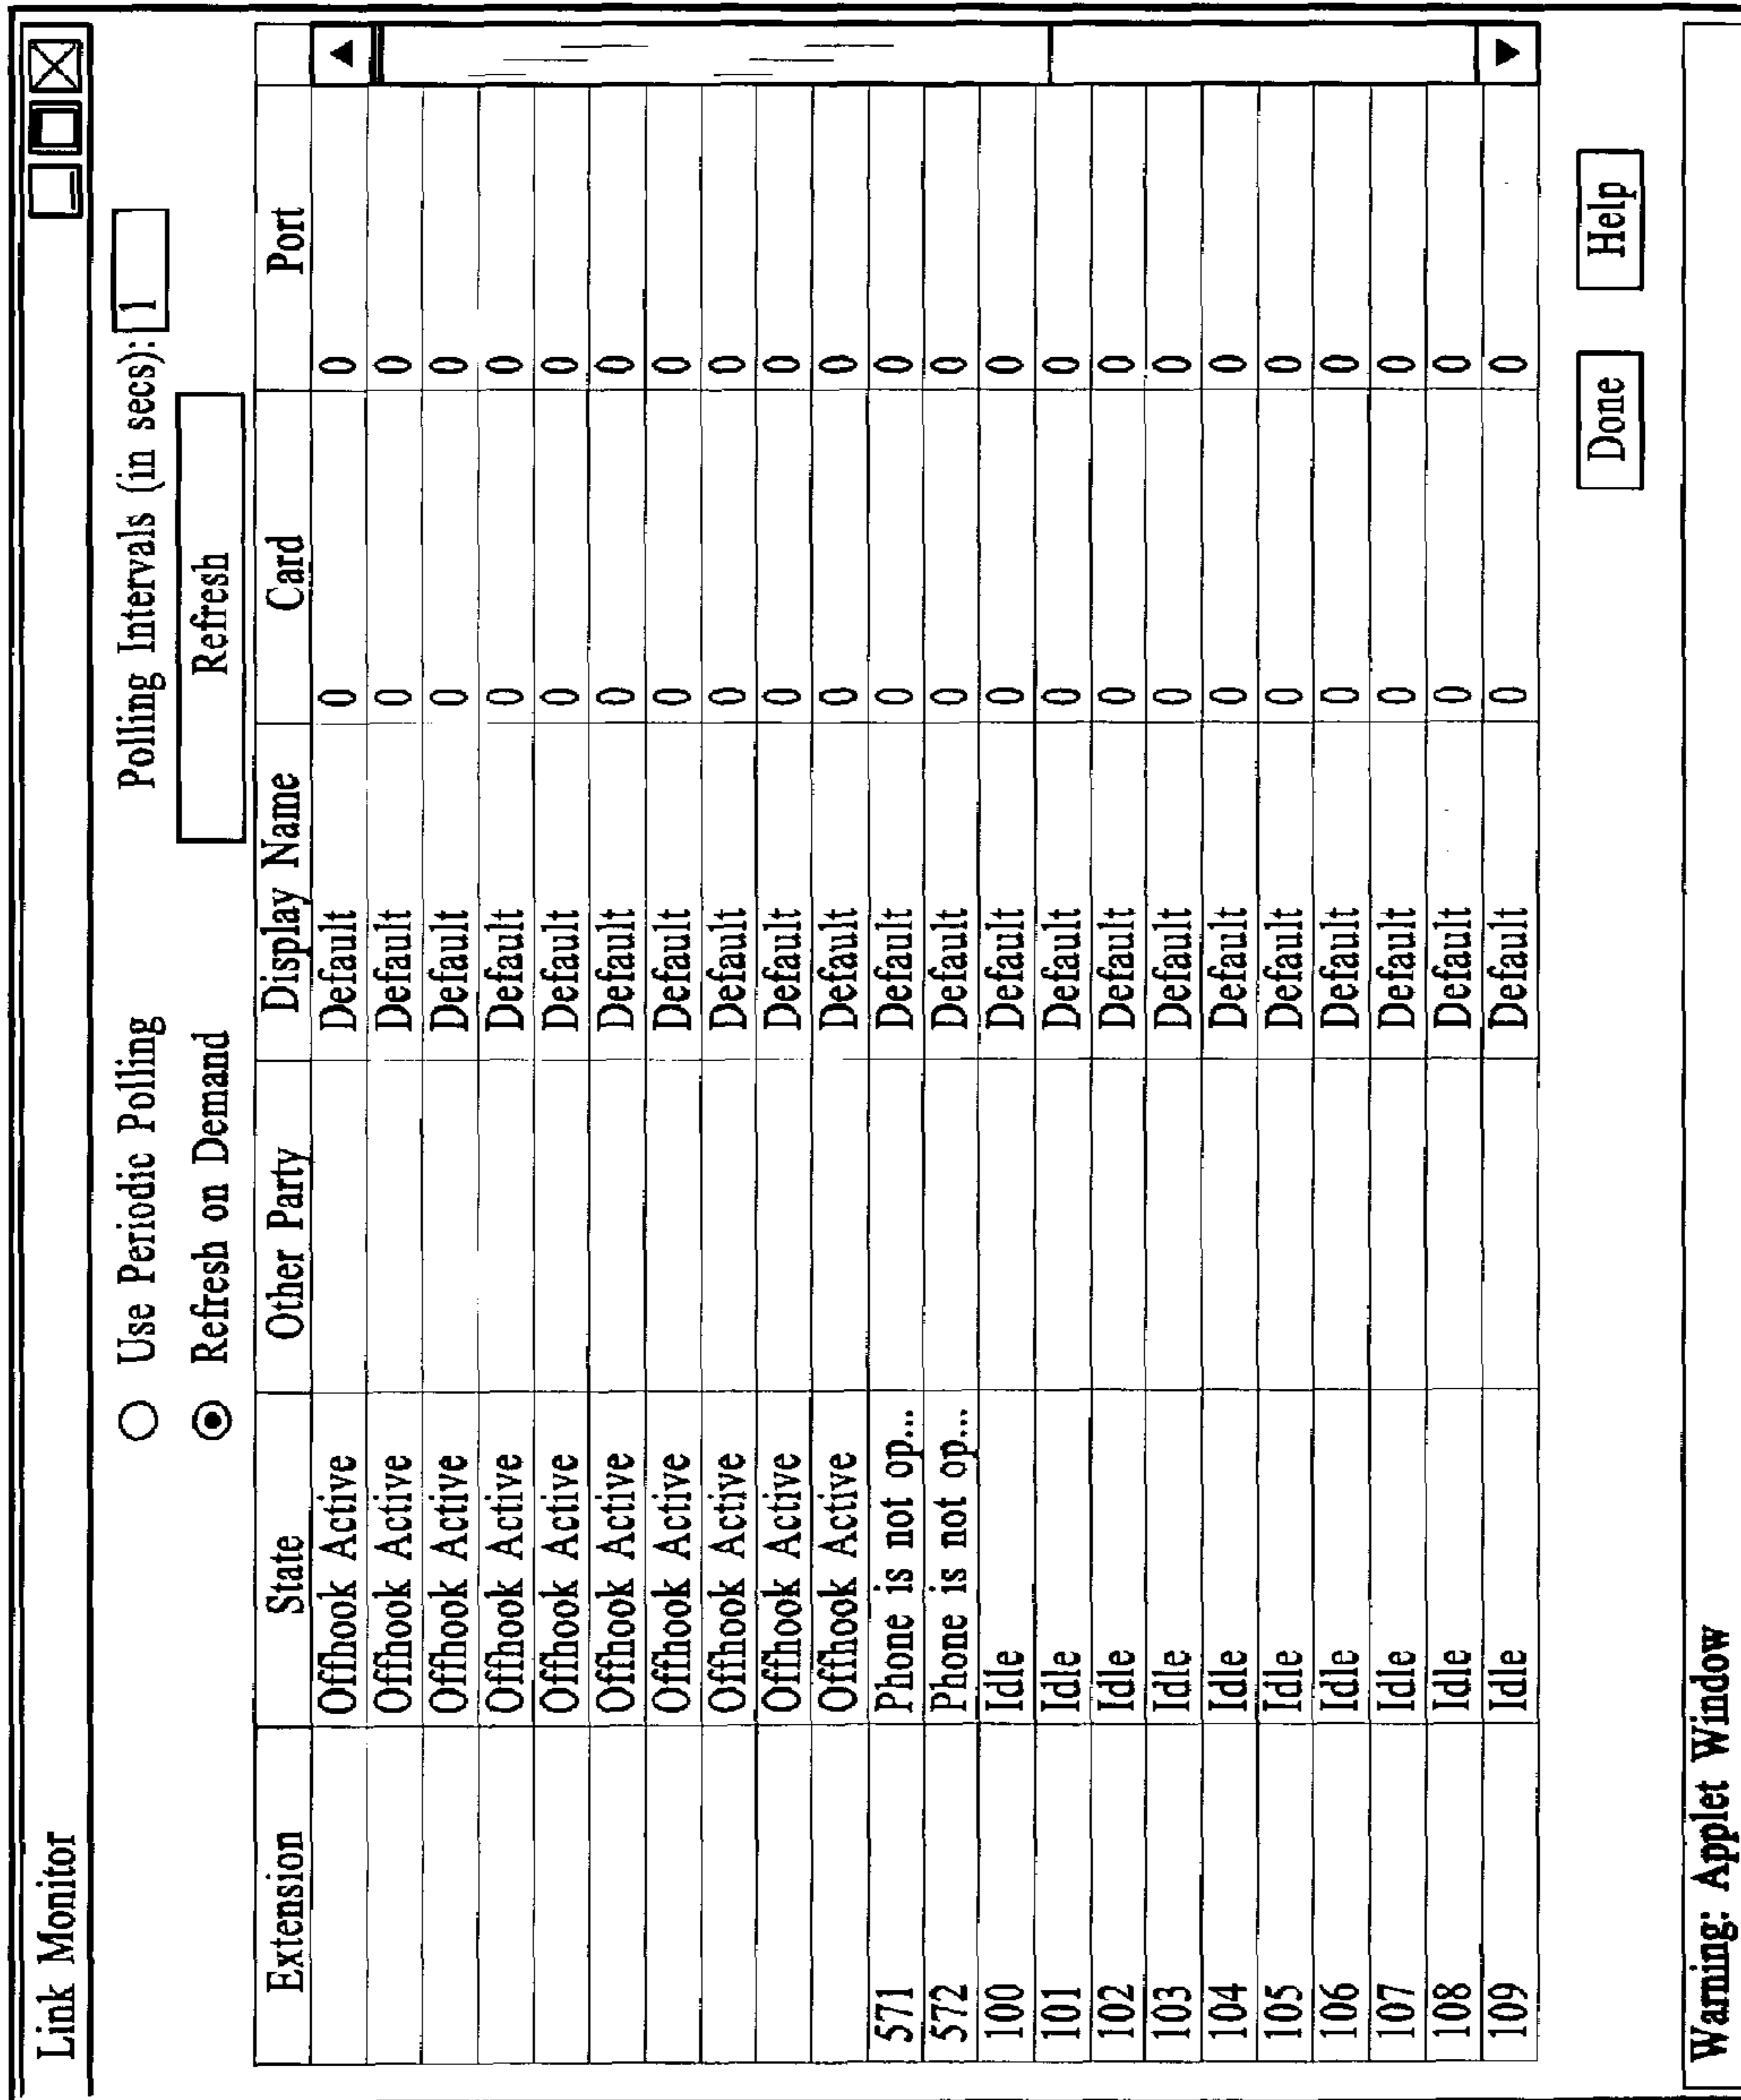 Link Monitor
Use Periodic Polling Polling Intervals (in secs): 1
Refresh on Demand Refresh
Extension State Other Party Display Name Card Port
Offhook Active Default 0 0
Offhook Active Default 0 0
Offhook Active Default 0 0
Offhook Active Default 0 0
Offhook Active Default 0 0
Offhook Active Default 0 0
Offhook Active Default 0 0
Offhook Active Default 0 0
Offhook Active Default 0 0
Offhook Active Default 0 0
571 Phone is not op... Default 0 0
572 Phone is not op... Default 0 0
100 Idle Default 0 0
101 Idle Default 0 0
102 Idle Default 0 0
103 Idle Default 0 0
104 Idle Default 0 0
105 Idle Default 0 0
106 Idle Default 0 0
107 Idle Default 0 0
108 Idle Default 0 0
109 Idle Default 0 0
Done Help
Warning: Applet Window